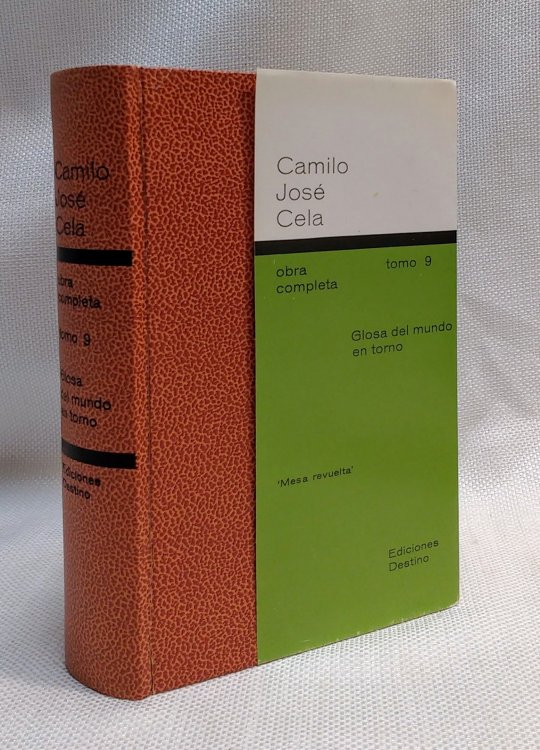 Camilo
José
Cela
obra
completa
tomo 9
Glosa
del mundo
en torno
Ediciones
Destino
Camilo
José
Cela
obra
completa
tomo 9
Glosa del mundo
en torno
'Mesa revuelta'
Ediciones
Destino